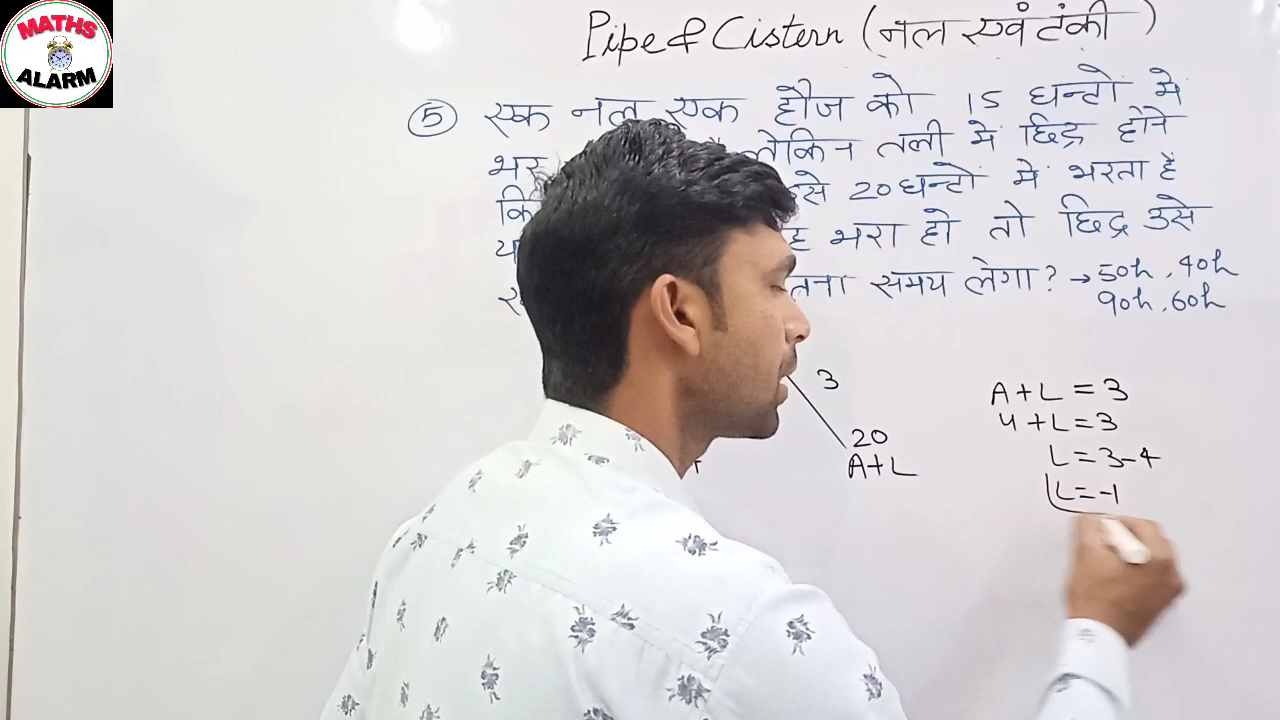 MATHS
ALARM
Pipe & Cistern (नल एवं टंकी)
⑤ एक नल एक हौज को 15 घन्टो में
भर लेकिन तली में छिद्र होने
20 घन्टो में भरता है
भरा हो तो छिद्र उसे
समय लेगा? → 50h, 40h
90h, 60h
3
20
A+L
A+L = 3
4+L=3
L = 3-4
L=-1